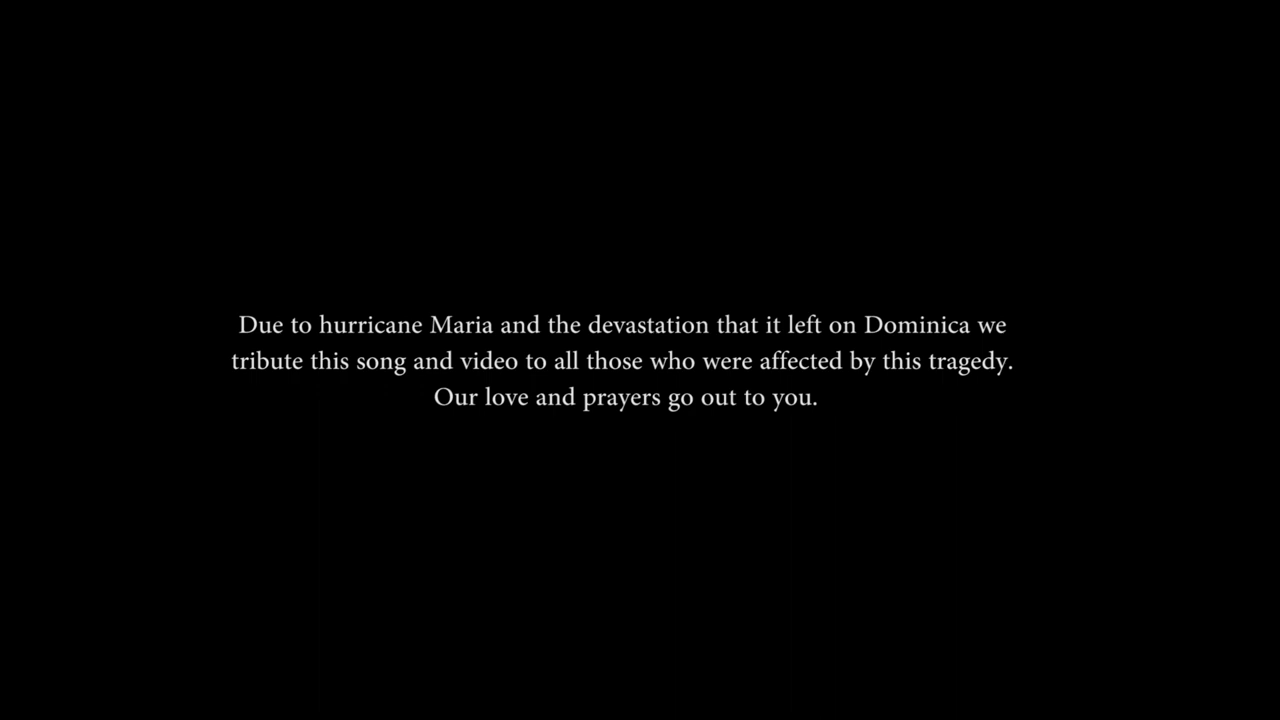 Due to hurricane Maria and the devastation that it left on Dominica we
tribute this song and video to all those who were affected by this tragedy.
Our love and prayers go out to you.